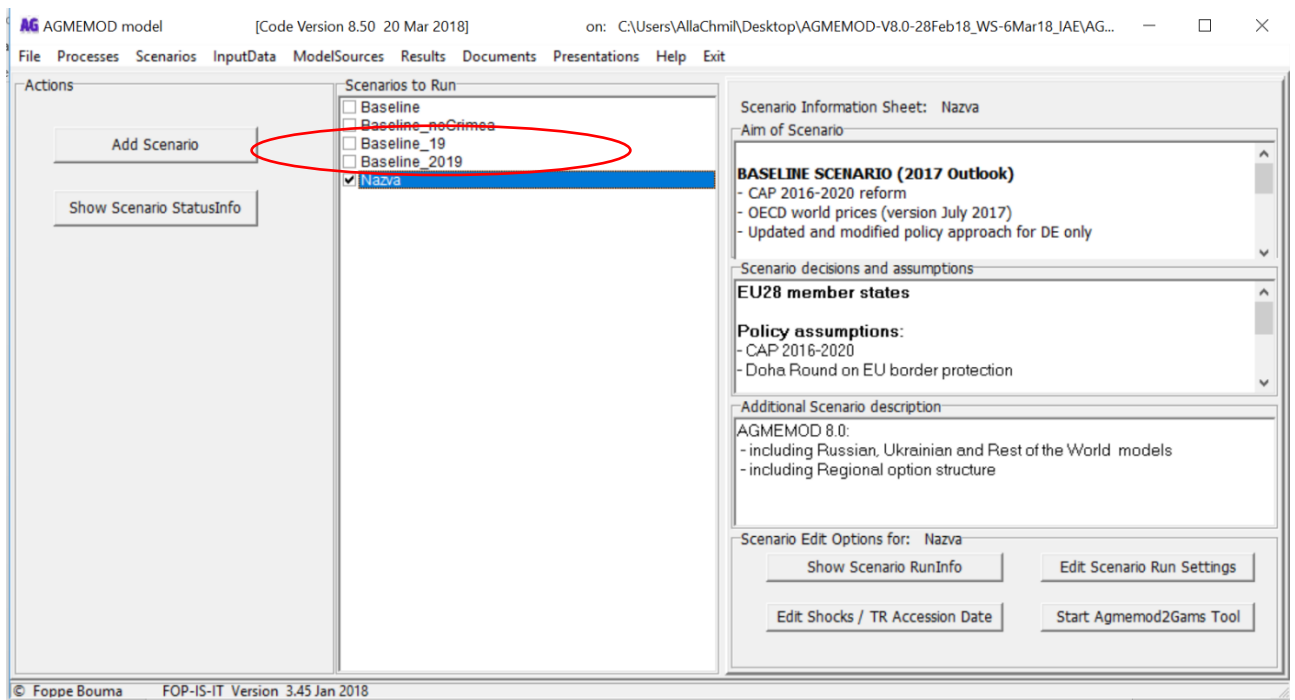 AG AGMEMOD model [Code Version 8.50 20 Mar 2018] on: C:\Users\AllaChmil\Desktop\AGMEMOD-V8.0-28Feb18_WS-6Mar18_IAE\AG...
File Processes Scenarios InputData ModelSources Results Documents Presentations Help Exit
Actions
Add Scenario
Show Scenario StatusInfo
Scenarios to Run
Baseline
Baseline_noCrimea
Baseline_19
Baseline_2019
Nazva
Scenario Information Sheet: Nazva
Aim of Scenario
BASELINE SCENARIO (2017 Outlook)
- CAP 2016-2020 reform
- OECD world prices (version July 2017)
- Updated and modified policy approach for DE only
Scenario decisions and assumptions
EU28 member states
Policy assumptions:
- CAP 2016-2020
- Doha Round on EU border protection
Additional Scenario description
AGMEMOD 8.0:
- including Russian, Ukrainian and Rest of the World models
- including Regional option structure
Scenario Edit Options for: Nazva
Show Scenario RunInfo
Edit Scenario Run Settings
Edit Shocks / TR Accession Date
Start Agmemod2Gams Tool
© Foppe Bouma FOP-IS-IT Version 3.45 Jan 2018